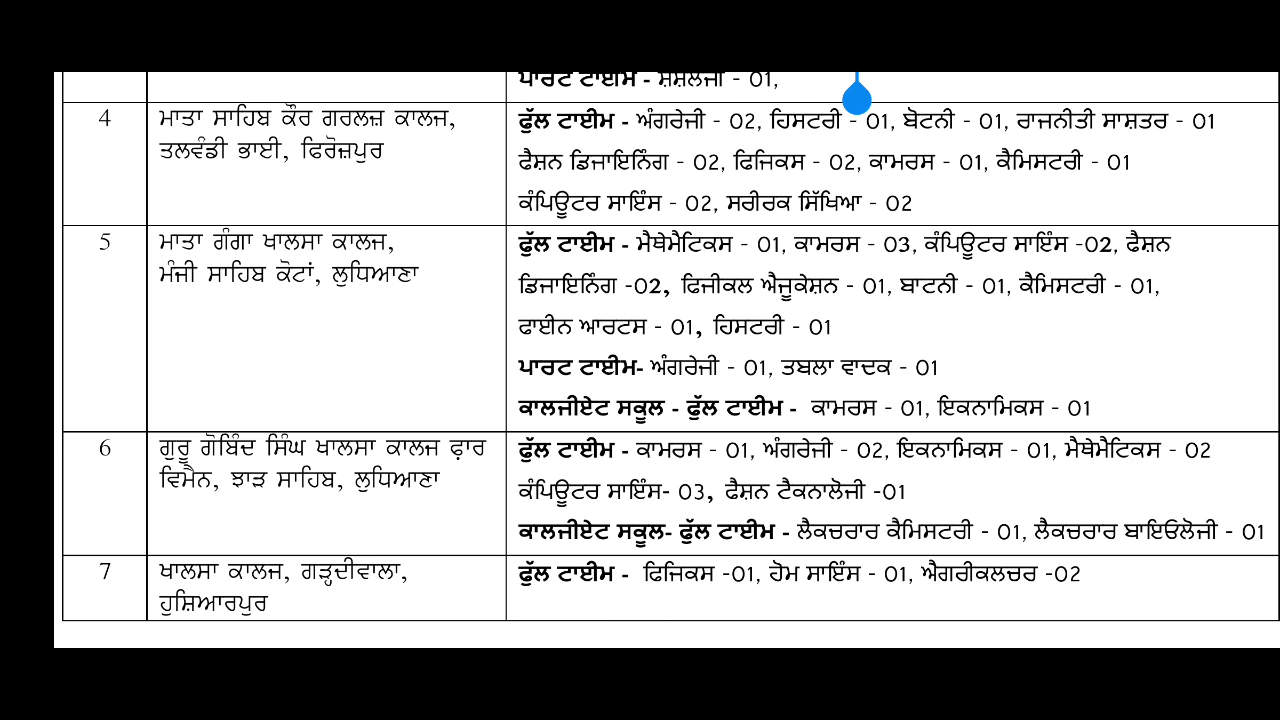 ਪਾਰਟ ਟਾਈਮ - ਸ਼ੋਸ਼ਲੋਜੀ - 01,
4
ਮਾਤਾ ਸਾਹਿਬ ਕੌਰ ਗਰਲਜ਼ ਕਾਲਜ,
ਤਲਵੰਡੀ ਭਾਈ, ਫਿਰੋਜ਼ਪੁਰ
ਫੁੱਲ ਟਾਈਮ - ਅੰਗਰੇਜੀ - 02, ਹਿਸਟਰੀ - 01, ਬੋਟਨੀ - 01, ਰਾਜਨੀਤੀ ਸਾਸ਼ਤਰ - 01
ਫੈਸ਼ਨ ਡਿਜਾਇਨਿੰਗ - 02, ਫਿਜਿਕਸ - 02, ਕਾਮਰਸ - 01, ਕੈਮਿਸਟਰੀ - 01
ਕੰਪਿਊਟਰ ਸਾਇੰਸ - 02, ਸਰੀਰਕ ਸਿੱਖਿਆ - 02
5
ਮਾਤਾ ਗੰਗਾ ਖਾਲਸਾ ਕਾਲਜ,
ਮੰਜੀ ਸਾਹਿਬ ਕੋਟਾਂ, ਲੁਧਿਆਣਾ
ਫੁੱਲ ਟਾਈਮ - ਮੈਥੇਮੈਟਿਕਸ - 01, ਕਾਮਰਸ - 03, ਕੰਪਿਊਟਰ ਸਾਇੰਸ -02, ਫੈਸ਼ਨ
ਡਿਜਾਇਨਿੰਗ -02, ਫਿਜੀਕਲ ਐਜੂਕੇਸ਼ਨ - 01, ਬਾਟਨੀ - 01, ਕੈਮਿਸਟਰੀ - 01,
ਫਾਈਨ ਆਰਟਸ - 01, ਹਿਸਟਰੀ - 01
ਪਾਰਟ ਟਾਈਮ- ਅੰਗਰੇਜੀ - 01, ਤਬਲਾ ਵਾਦਕ - 01
ਕਾਲਜੀਏਟ ਸਕੂਲ - ਫੁੱਲ ਟਾਈਮ - ਕਾਮਰਸ - 01, ਇਕਨਾਮਿਕਸ - 01
6
ਗੁਰੂ ਗੋਬਿੰਦ ਸਿੰਘ ਖਾਲਸਾ ਕਾਲਜ ਫ਼ਾਰ
ਵਿਮੈਨ, ਝਾੜ ਸਾਹਿਬ, ਲੁਧਿਆਣਾ
ਫੁੱਲ ਟਾਈਮ - ਕਾਮਰਸ - 01, ਅੰਗਰੇਜੀ - 02, ਇਕਨਾਮਿਕਸ - 01, ਮੈਥੇਮੈਟਿਕਸ - 02
ਕੰਪਿਊਟਰ ਸਾਇੰਸ- 03, ਫੈਸ਼ਨ ਟੈਕਨਾਲੋਜੀ -01
ਕਾਲਜੀਏਟ ਸਕੂਲ- ਫੁੱਲ ਟਾਈਮ - ਲੈਕਚਰਾਰ ਕੈਮਿਸਟਰੀ - 01, ਲੈਕਚਰਾਰ ਬਾਇਓਲੋਜੀ - 01
7
ਖਾਲਸਾ ਕਾਲਜ, ਗੜ੍ਹਦੀਵਾਲਾ,
ਹੁਸ਼ਿਆਰਪੁਰ
ਫੁੱਲ ਟਾਈਮ - ਫਿਜਿਕਸ -01, ਹੋਮ ਸਾਇੰਸ - 01, ਐਗਰੀਕਲਚਰ -02